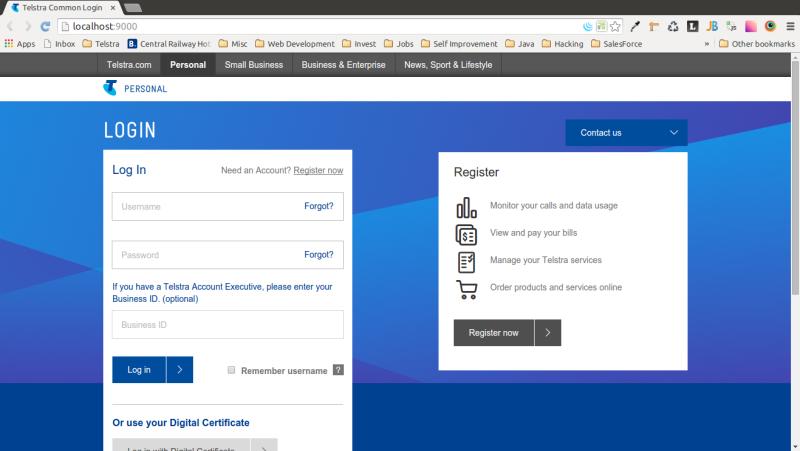 Telstra Common Login
localhost:9000
Apps Inbox Telstra B. Central Railway Hot Misc Web Development Invest Jobs Self Improvement Java Hacking SalesForce » Other bookmarks
Telstra.com Personal Small Business Business & Enterprise News, Sport & Lifestyle
PERSONAL
LOGIN
Contact us
Log In
Need an Account? Register now
Username Forgot?
Password Forgot?
If you have a Telstra Account Executive, please enter your
Business ID. (optional)
Business ID
Log in
Remember username ?
Or use your Digital Certificate
Log in with Digital Certificate
Register
Monitor your calls and data usage
View and pay your bills
Manage your Telstra services
Order products and services online
Register now